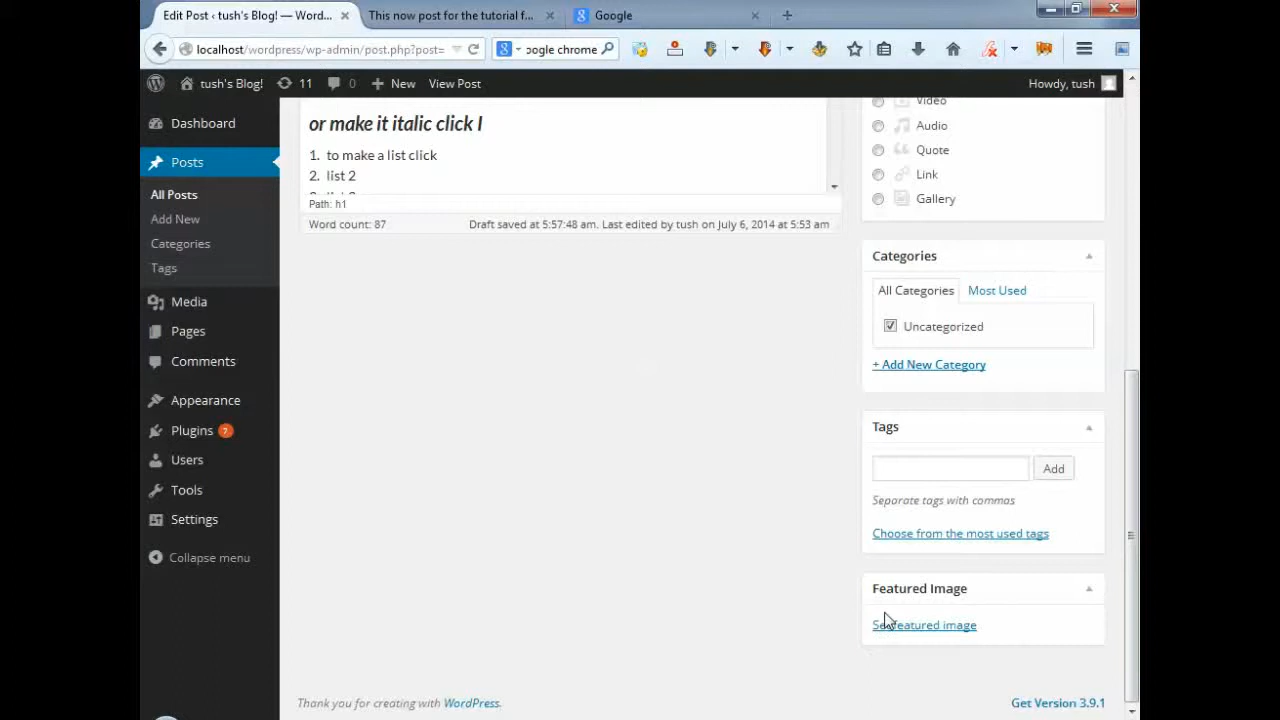 Edit Post ‹ tush's Blog! — Word...
This now post for the tutorial f...
Google
localhost/wordpress/wp-admin/post.php?post=
oogle chrome
tush's Blog!
11
0
New
View Post
Howdy, tush
Dashboard
Posts
All Posts
Add New
Categories
Tags
Media
Pages
Comments
Appearance
Plugins 7
Users
Tools
Settings
Collapse menu
or make it italic click I
1. to make a list click
2. list 2
Path: h1
Word count: 87
Draft saved at 5:57:48 am. Last edited by tush on July 6, 2014 at 5:53 am
Video
Audio
Quote
Link
Gallery
Categories
All Categories
Most Used
Uncategorized
+ Add New Category
Tags
Add
Separate tags with commas
Choose from the most used tags
Featured Image
Set featured image
Thank you for creating with WordPress.
Get Version 3.9.1